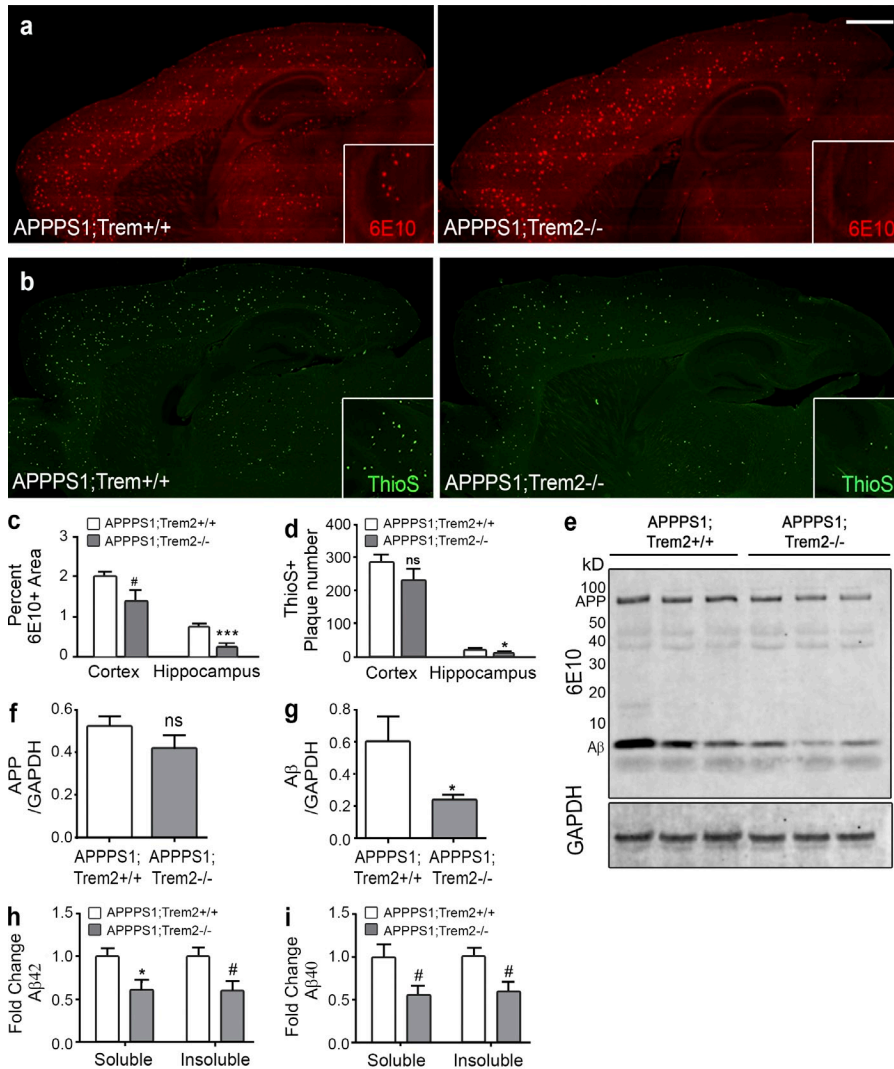 a
APPPS1;Trem+/+
6E10
APPPS1;Trem2-/-
6E10
b
APPPS1;Trem+/+
ThioS
APPPS1;Trem2-/-
ThioS
c
APPPS1;Trem2+/+
APPPS1;Trem2-/-
Percent
6E10+ Area
3
2
1
0
#
***
Cortex
Hippocampus
d
APPPS1;Trem2+/+
APPPS1;Trem2-/-
ThioS+
Plaque number
400
300
200
100
0
ns
*
Cortex
Hippocampus
e
APPPS1;
Trem2+/+
APPPS1;
Trem2-/-
kD
100
APP
50
40
30
20
10
Aβ
6E10
GAPDH
f
APP
/GAPDH
0.6
0.4
0.2
0.0
ns
APPPS1;
Trem2+/+
APPPS1;
Trem2-/-
g
Aβ
/GAPDH
0.8
0.6
0.4
0.2
0.0
*
APPPS1;
Trem2+/+
APPPS1;
Trem2-/-
h
APPPS1;Trem2+/+
APPPS1;Trem2-/-
Fold Change
Aβ42
1.5
1.0
0.5
0.0
*
#
Soluble
Insoluble
i
APPPS1;Trem2+/+
APPPS1;Trem2-/-
Fold Change
Aβ40
1.5
1.0
0.5
0.0
#
#
Soluble
Insoluble